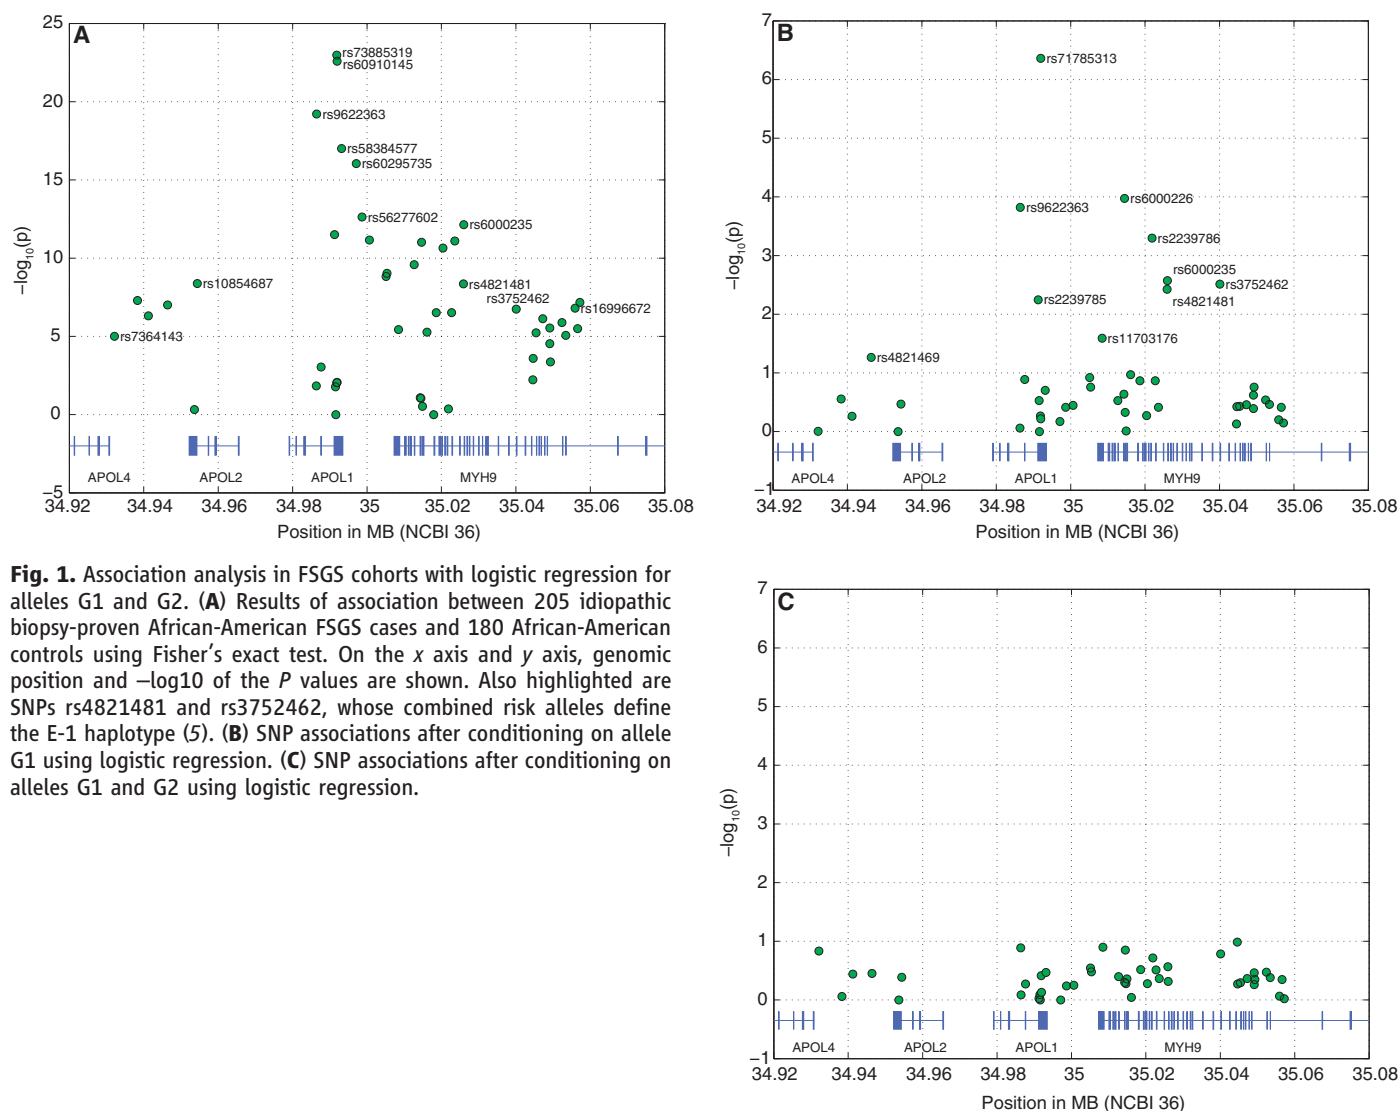 A
25
20
15
10
5
0
−5
−log10(p)
rs73885319
rs60910145
rs9622363
rs58384577
rs60295735
rs56277602
rs6000235
rs10854687
rs4821481
rs3752462
rs16996672
rs7364143
APOL4
APOL2
APOL1
MYH9
34.92 34.94 34.96 34.98 35 35.02 35.04 35.06 35.08
Position in MB (NCBI 36)
B
7
6
5
4
3
2
1
0
−1
−log10(p)
rs71785313
rs9622363
rs6000226
rs2239786
rs6000235
rs3752462
rs4821481
rs2239785
rs11703176
rs4821469
APOL4
APOL2
APOL1
MYH9
34.92 34.94 34.96 34.98 35 35.02 35.04 35.06 35.08
Position in MB (NCBI 36)
Fig. 1. Association analysis in FSGS cohorts with logistic regression for
alleles G1 and G2. (A) Results of association between 205 idiopathic
biopsy-proven African-American FSGS cases and 180 African-American
controls using Fisher's exact test. On the x axis and y axis, genomic
position and −log10 of the P values are shown. Also highlighted are
SNPs rs4821481 and rs3752462, whose combined risk alleles define
the E-1 haplotype (5). (B) SNP associations after conditioning on allele
G1 using logistic regression. (C) SNP associations after conditioning on
alleles G1 and G2 using logistic regression.
C
7
6
5
4
3
2
1
0
−1
−log10(p)
APOL4
APOL2
APOL1
MYH9
34.92 34.94 34.96 34.98 35 35.02 35.04 35.06 35.08
Position in MB (NCBI 36)